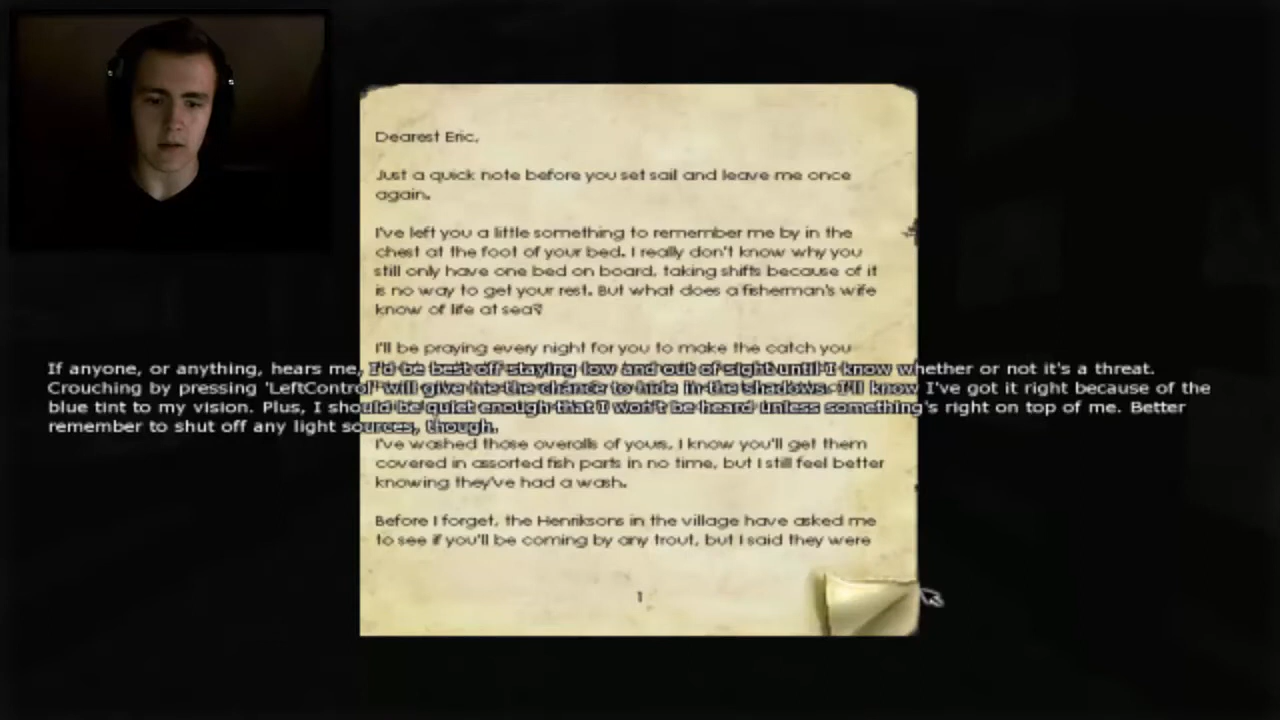 Dearest Eric,
Just a quick note before you set sail and leave me once
again.
I've left you a little something to remember me by in the
chest at the foot of your bed. I really don't know why you
still only have one bed on board, taking shifts because of it
is no way to get your rest. But what does a fisherman's wife
know of life at sea?
I'll be praying every night for you to make the catch you
If anyone, or anything, hears me, I'd be best off staying low and out of sight until I know whether or not it's a threat.
Crouching by pressing 'LeftControl' will give me the chance to hide in the shadows. I'll know I've got it right because of the
blue tint to my vision. Plus, I should be quiet enough that I won't be heard unless something's right on top of me. Better
remember to shut off any light sources, though.
I've washed those overalls of yours, I know you'll get them
covered in assorted fish parts in no time, but I still feel better
knowing they've had a wash.
Before I forget, the Henriksons in the village have asked me
to see if you'll be coming by any trout, but I said they were
1